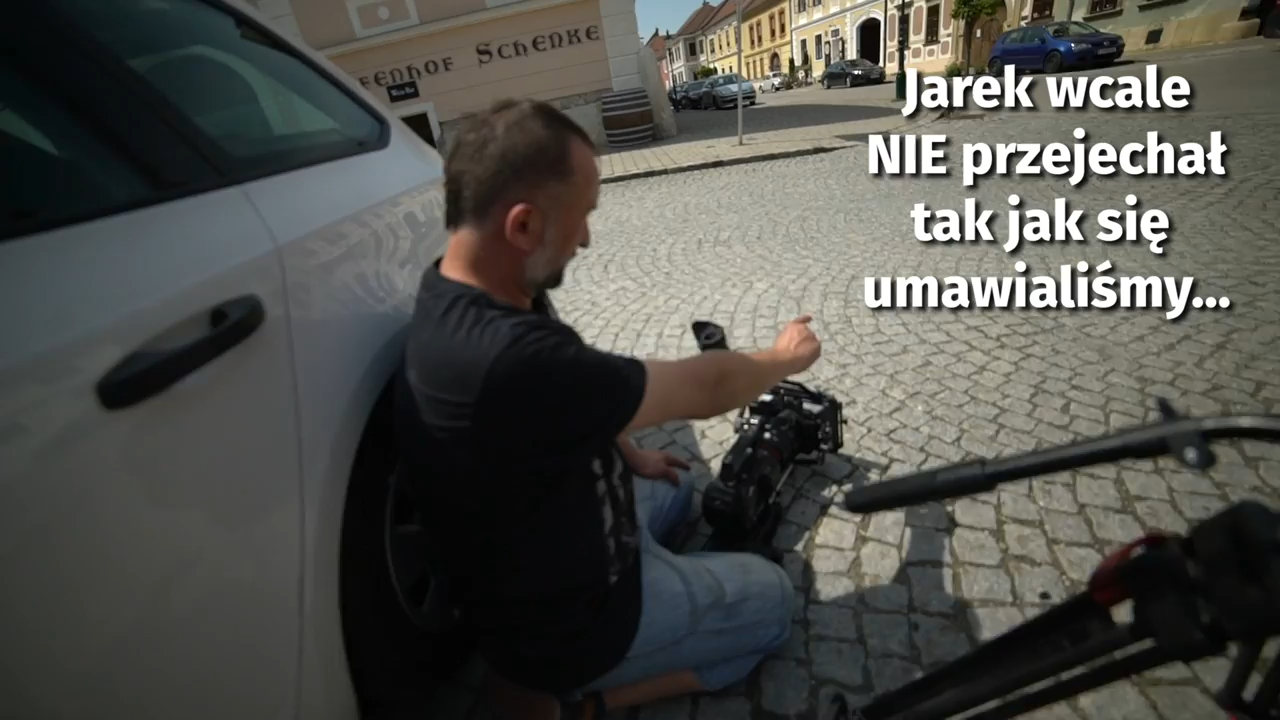 FENHOF SCHENKE
Jarek wcale
NIE przejechał
tak jak się
umawialiśmy...